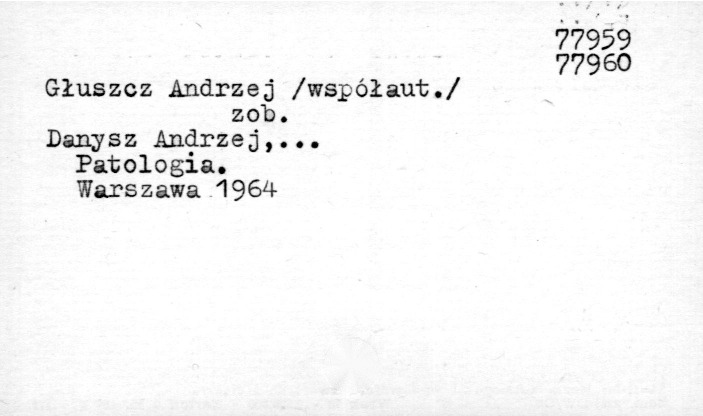 77959
77960
Głuszcz Andrzej /współaut./
zob.
Danysz Andrzej,...
Patologia.
Warszawa 1964